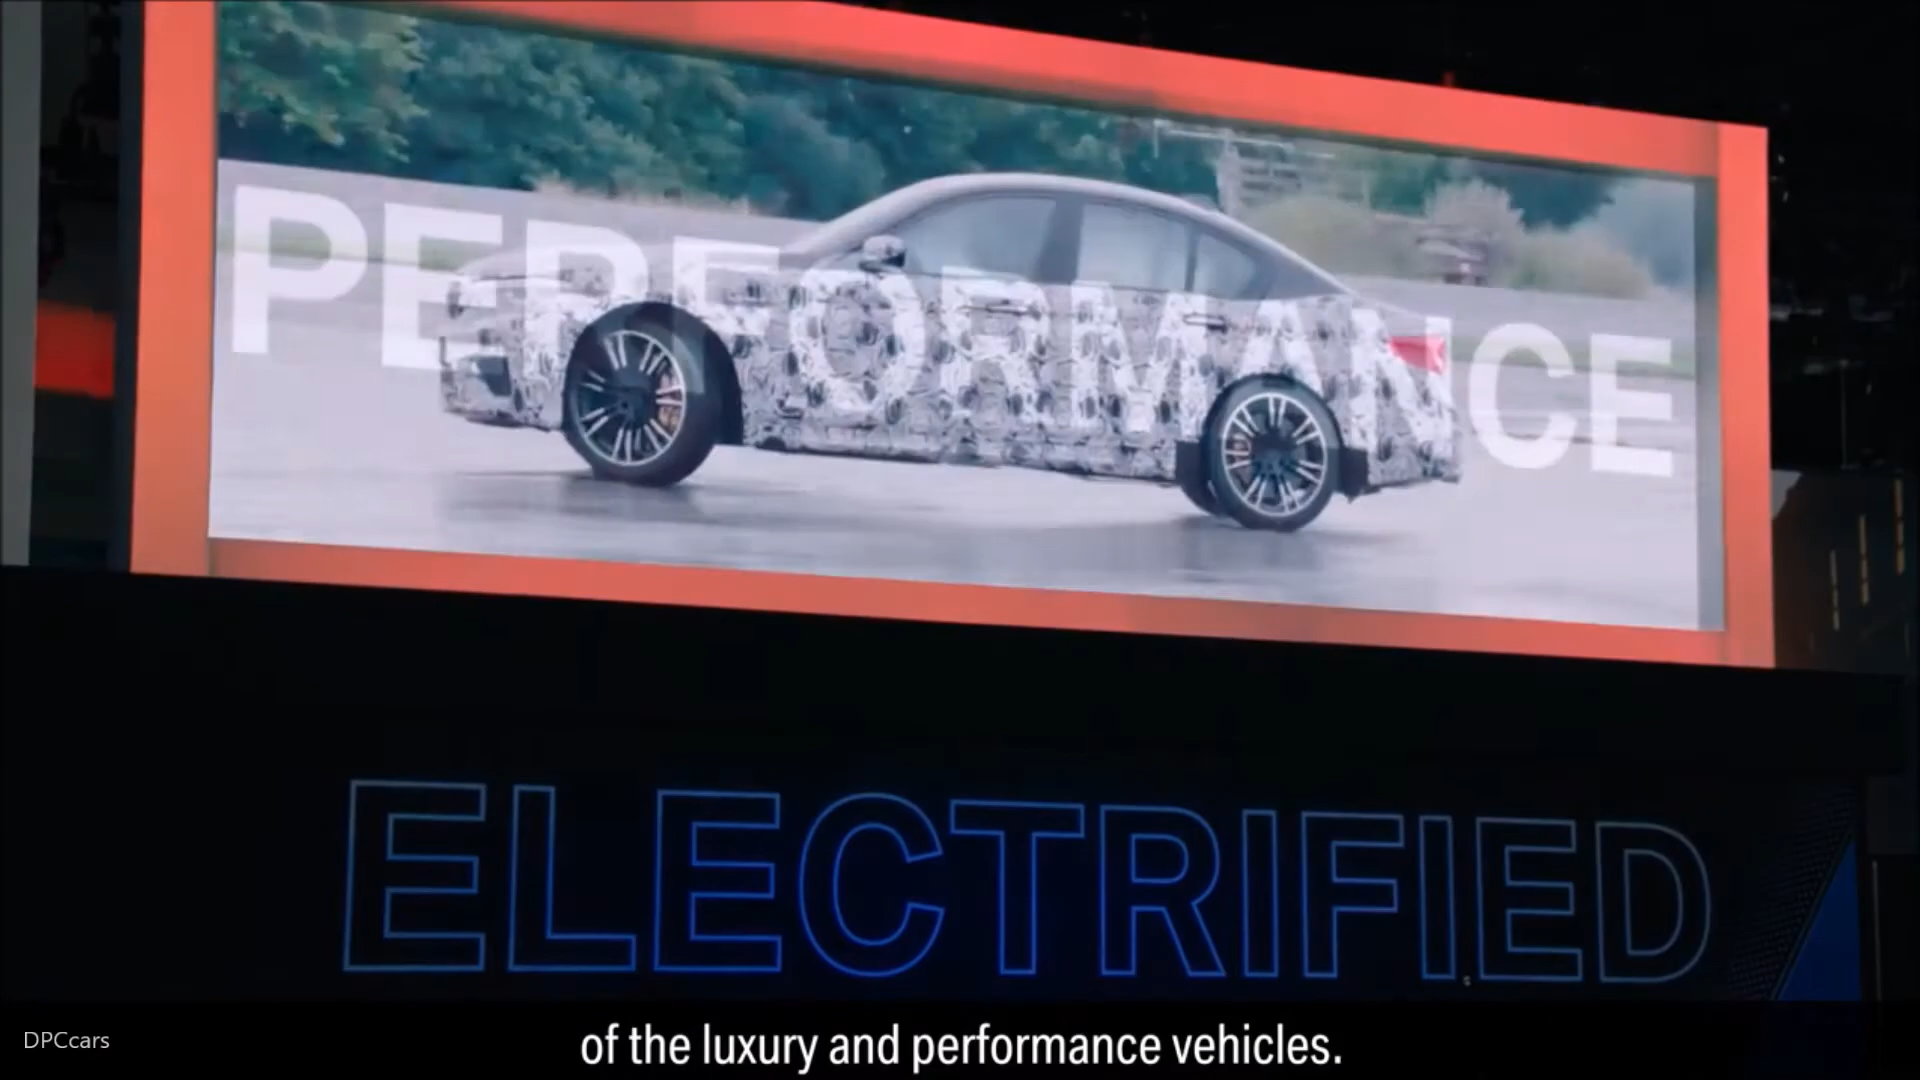 PERFORMANCE
ELECTRIFIED
of the luxury and performance vehicles.
DPCcars